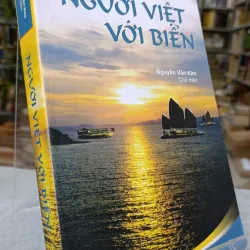 NGƯỜI VIỆT
VỚI BIỂN
Nguyễn Văn Kim
Chủ biên
NGƯỜI VIỆT VỚI BIỂN